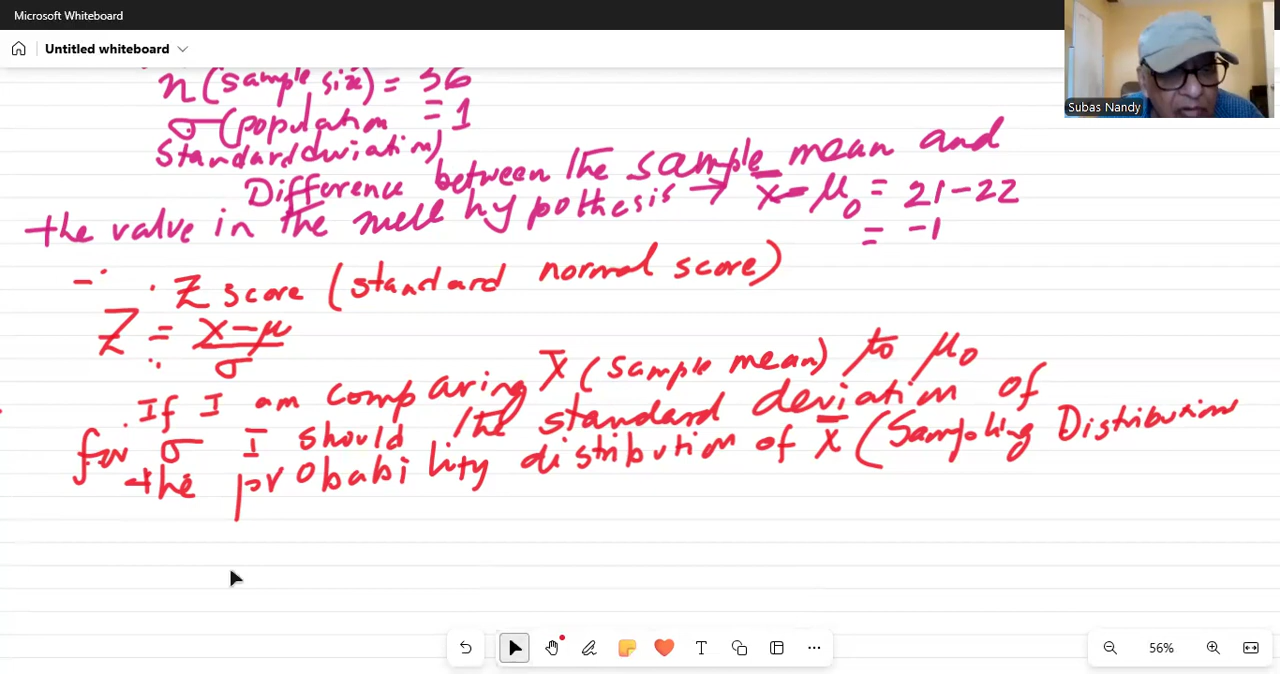 Microsoft Whiteboard
Untitled whiteboard
Subas Nandy
n (sample size) = 36
σ (population = 1
Standard deviation)
Difference between the sample mean and
the value in the null hypothesis → x̄ - μ₀ = 21-22
= -1
Z score (standard normal score)
Z = x-μ
σ
If I am comparing x̄ (sample mean) to μ₀
for σ I should the standard deviation of
the probability distribution of x̄ (Sampling Distribution
56%